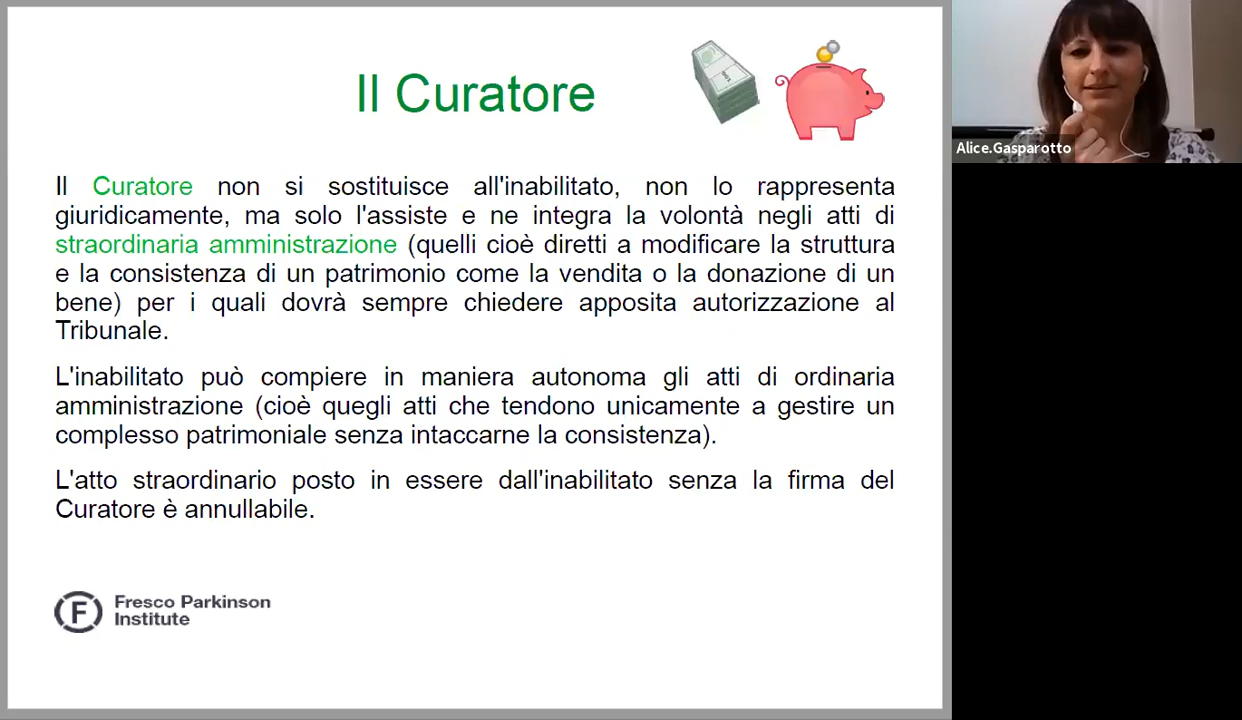 Il Curatore
Il Curatore non si sostituisce all'inabilitato, non lo rappresenta
giuridicamente, ma solo l'assiste e ne integra la volontà negli atti di
straordinaria amministrazione (quelli cioè diretti a modificare la struttura
e la consistenza di un patrimonio come la vendita o la donazione di un
bene) per i quali dovrà sempre chiedere apposita autorizzazione al
Tribunale.
L'inabilitato può compiere in maniera autonoma gli atti di ordinaria
amministrazione (cioè quegli atti che tendono unicamente a gestire un
complesso patrimoniale senza intaccarne la consistenza).
L'atto straordinario posto in essere dall'inabilitato senza la firma del
Curatore è annullabile.
F
Fresco Parkinson
Institute
Alice.Gasparotto